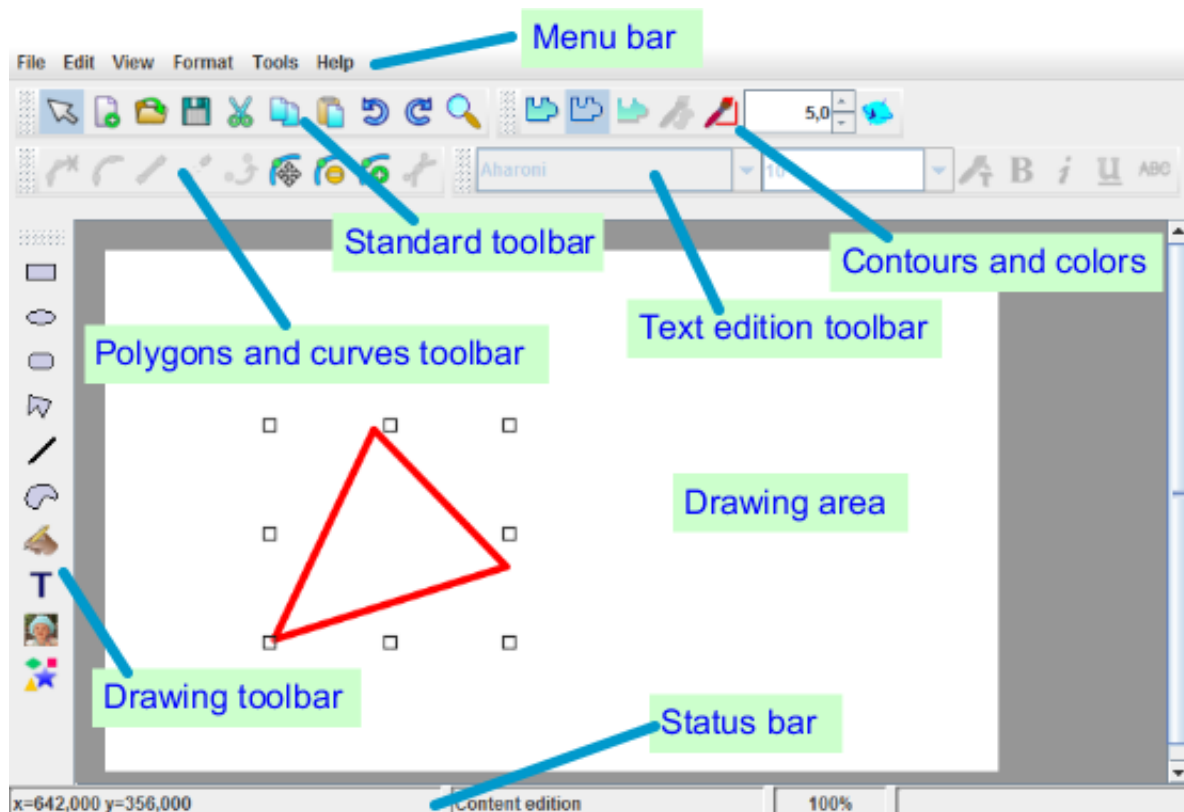 Menu bar
File Edit View Format Tools Help
5,0
Aharoni 10 B i U ABC
Standard toolbar
Contours and colors
Text edition toolbar
Polygons and curves toolbar
Drawing area
T
Drawing toolbar
Status bar
x=642,000 y=356,000 Content edition 100%